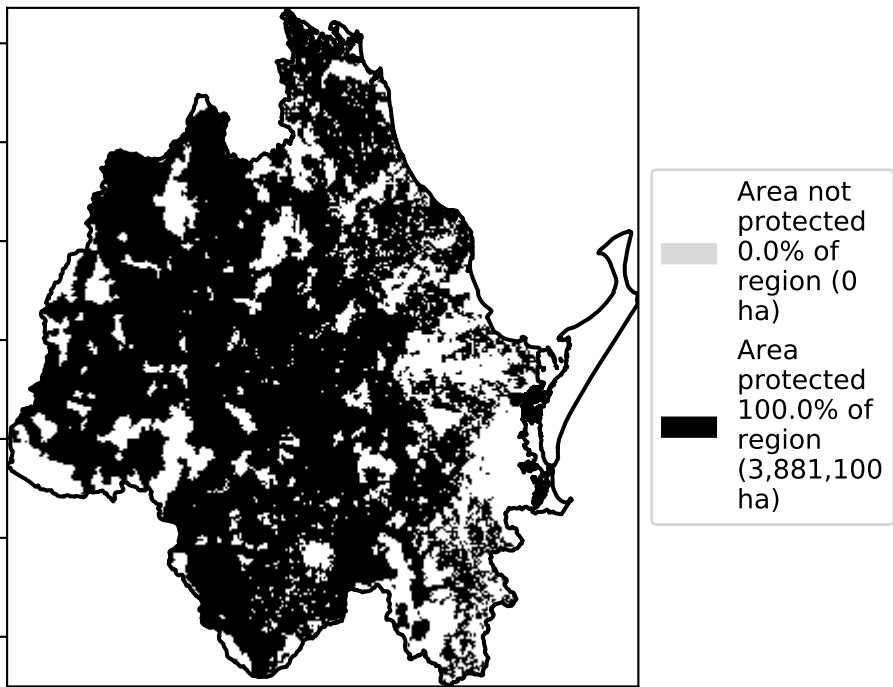 Area not
protected
0.0% of
region (0
ha)
Area
protected
100.0% of
region
(3,881,100
ha)